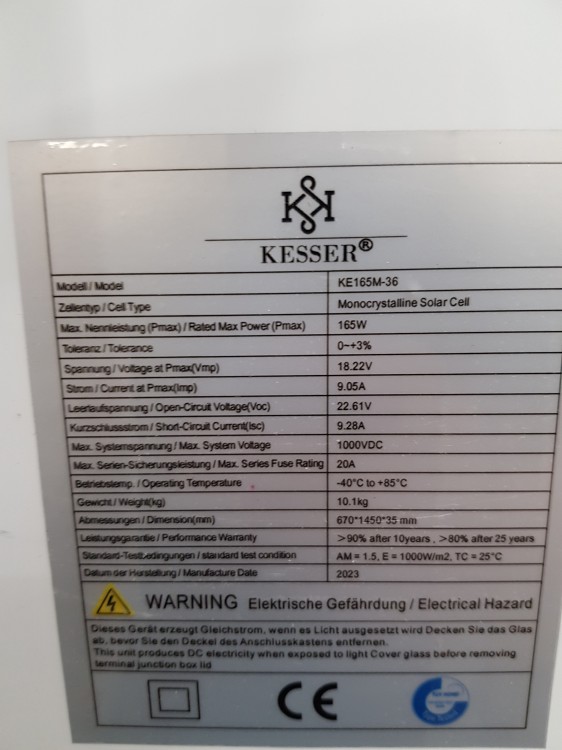 KESSER®
Modell / Model KE165M-36
Zellentyp / Cell Type Monocrystalline Solar Cell
Max. Nennleistung (Pmax) / Rated Max Power (Pmax) 165W
Toleranz / Tolerance 0~+3%
Spannung / Voltage at Pmax(Vmp) 18.22V
Strom / Current at Pmax(Imp) 9.05A
Leerlaufspannung / Open-Circuit Voltage(Voc) 22.61V
Kurzschlussstrom / Short-Circuit Current(Isc) 9.28A
Max. Systemspannung / Max. System Voltage 1000VDC
Max. Serien-Sicherungsleistung / Max. Series Fuse Rating 20A
Betriebstemp. / Operating Temperature -40°C to +85°C
Gewicht / Weight(kg) 10.1kg
Abmessungen / Dimension(mm) 670*1450*35 mm
Leistungsgarantie / Performance Warranty >90% after 10years , >80% after 25 years
Standard-Testbedingungen / standard test condition AM = 1.5, E = 1000W/m2, TC = 25°C
Datum der Herstellung / Manufacture Date 2023
WARNING Elektrische Gefährdung / Electrical Hazard
Dieses Gerät erzeugt Gleichstrom, wenn es Licht ausgesetzt wird Decken Sie das Glas
ab, bevor Sie den Deckel des Anschlusskastens entfernen.
This unit produces DC electricity when exposed to light Cover glass before removing
terminal junction box lid
CE